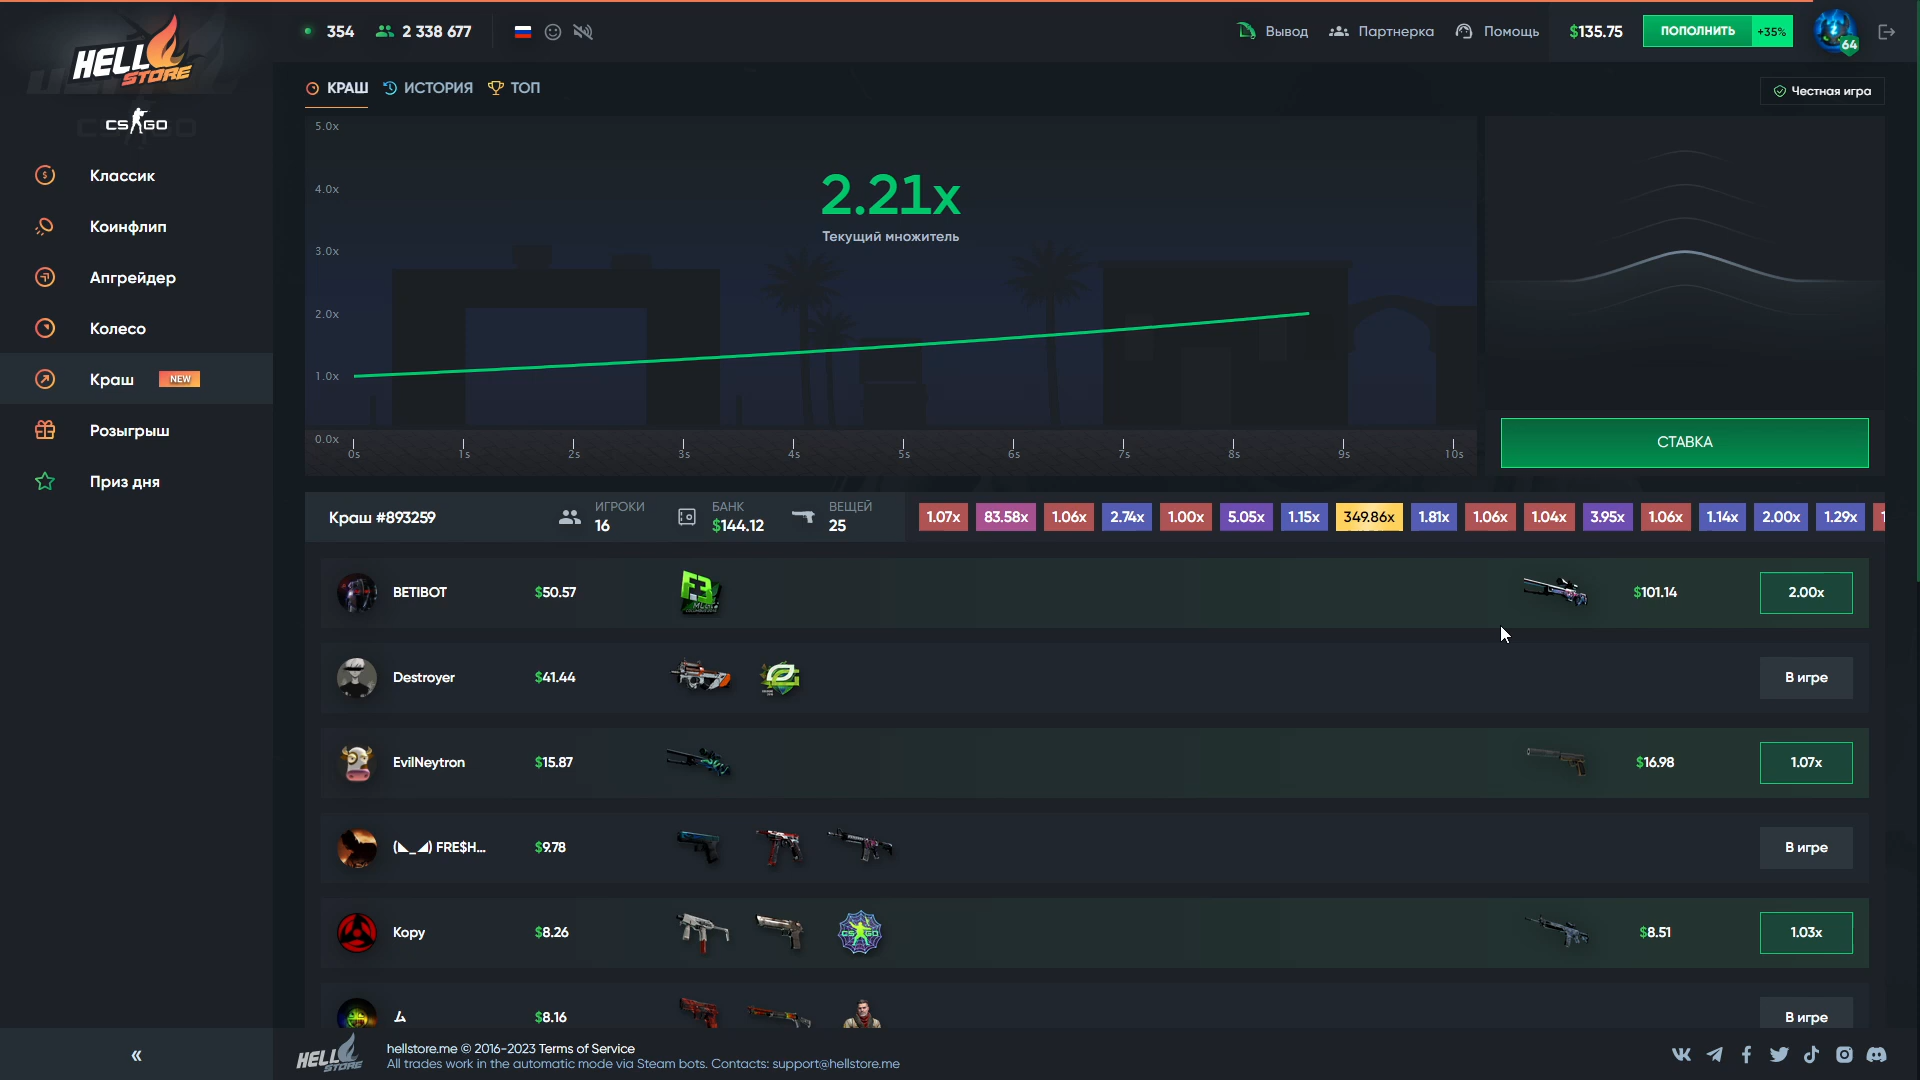 HELL STORE
CS GO
Классик
Коинфлип
Апгрейдер
Колесо
Краш NEW
Розыгрыш
Приз дня
«
354 2 338 677
Вывод Партнерка Помощь $135.75 ПОПОЛНИТЬ +35% 64
КРАШ ИСТОРИЯ ТОП
Честная игра
5.0x
4.0x
3.0x
2.0x
1.0x
0.0x
2.21x
Текущий множитель
0s 1s 2s 3s 4s 5s 6s 7s 8s 9s 10s
СТАВКА
Краш #893259
ИГРОКИ
16
БАНК
$144.12
ВЕЩЕЙ
25
1.07x 83.58x 1.06x 2.74x 1.00x 5.05x 1.15x 349.86x 1.81x 1.06x 1.04x 3.95x 1.06x 1.14x 2.00x 1.29x
BETIBOT $50.57 $101.14 2.00x
Destroyer $41.44 В игре
EvilNeytron $15.87 $16.98 1.07x
(◣_◢) FRE$H... $9.78 В игре
Kopy $8.26 $8.51 1.03x
ム $8.16 В игре
HELL STORE
hellstore.me © 2016-2023 Terms of Service
All trades work in the automatic mode via Steam bots. Contacts: support@hellstore.me